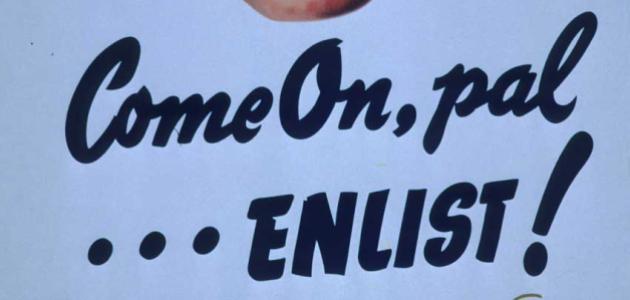 Come On, pal
...ENLIST!